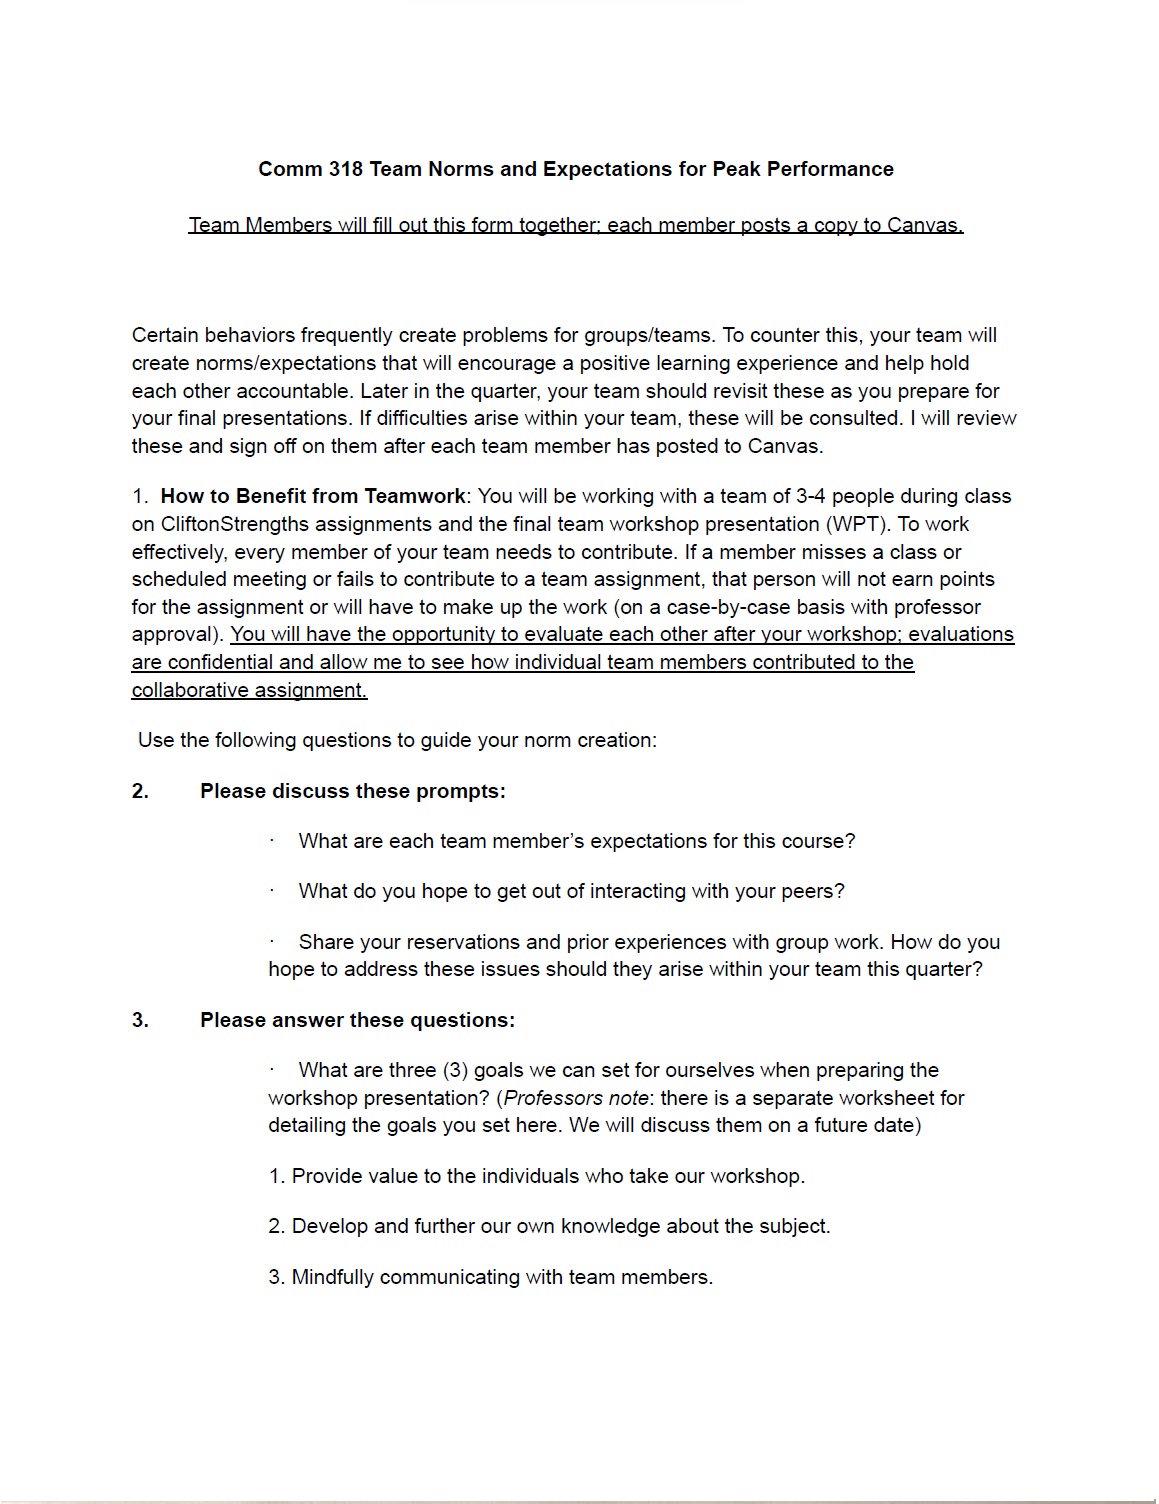 Comm 318 Team Norms and Expectations for Peak Performance
Team Members will fill out this form together; each member posts a copy to Canvas.
Certain behaviors frequently create problems for groups/teams. To counter this, your team will
create norms/expectations that will encourage a positive learning experience and help hold
each other accountable. Later in the quarter, your team should revisit these as you prepare for
your final presentations. If difficulties arise within your team, these will be consulted. I will review
these and sign off on them after each team member has posted to Canvas.
1. How to Benefit from Teamwork: You will be working with a team of 3-4 people during class
on CliftonStrengths assignments and the final team workshop presentation (WPT). To work
effectively, every member of your team needs to contribute. If a member misses a class or
scheduled meeting or fails to contribute to a team assignment, that person will not earn points
for the assignment or will have to make up the work (on a case-by-case basis with professor
approval). You will have the opportunity to evaluate each other after your workshop; evaluations
are confidential and allow me to see how individual team members contributed to the
collaborative assignment.
Use the following questions to guide your norm creation:
2. Please discuss these prompts:
· What are each team member’s expectations for this course?
· What do you hope to get out of interacting with your peers?
· Share your reservations and prior experiences with group work. How do you
hope to address these issues should they arise within your team this quarter?
3. Please answer these questions:
· What are three (3) goals we can set for ourselves when preparing the
workshop presentation? (Professors note: there is a separate worksheet for
detailing the goals you set here. We will discuss them on a future date)
1. Provide value to the individuals who take our workshop.
2. Develop and further our own knowledge about the subject.
3. Mindfully communicating with team members.